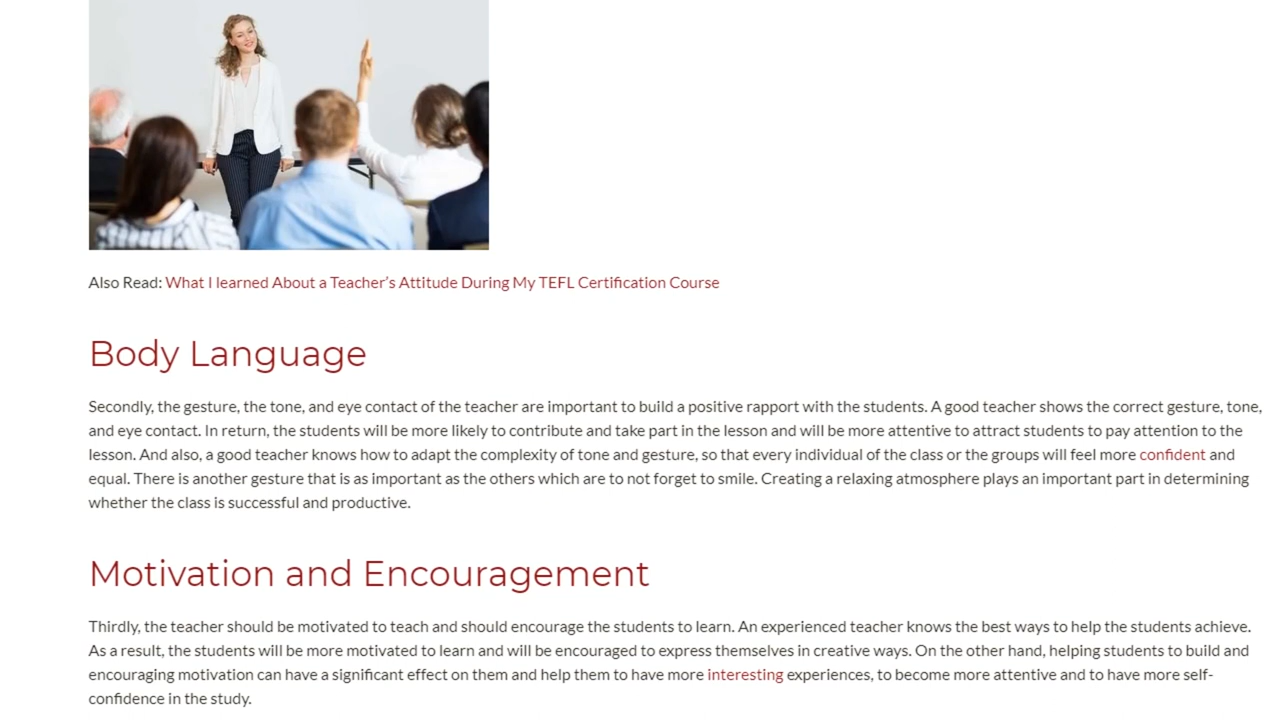 Also Read: What I learned About a Teacher’s Attitude During My TEFL Certification Course
Body Language
Secondly, the gesture, the tone, and eye contact of the teacher are important to build a positive rapport with the students. A good teacher shows the correct gesture, tone,
and eye contact. In return, the students will be more likely to contribute and take part in the lesson and will be more attentive to attract students to pay attention to the
lesson. And also, a good teacher knows how to adapt the complexity of tone and gesture, so that every individual of the class or the groups will feel more confident and
equal. There is another gesture that is as important as the others which are to not forget to smile. Creating a relaxing atmosphere plays an important part in determining
whether the class is successful and productive.
Motivation and Encouragement
Thirdly, the teacher should be motivated to teach and should encourage the students to learn. An experienced teacher knows the best ways to help the students achieve.
As a result, the students will be more motivated to learn and will be encouraged to express themselves in creative ways. On the other hand, helping students to build and
encouraging motivation can have a significant effect on them and help them to have more interesting experiences, to become more attentive and to have more self-
confidence in the study.